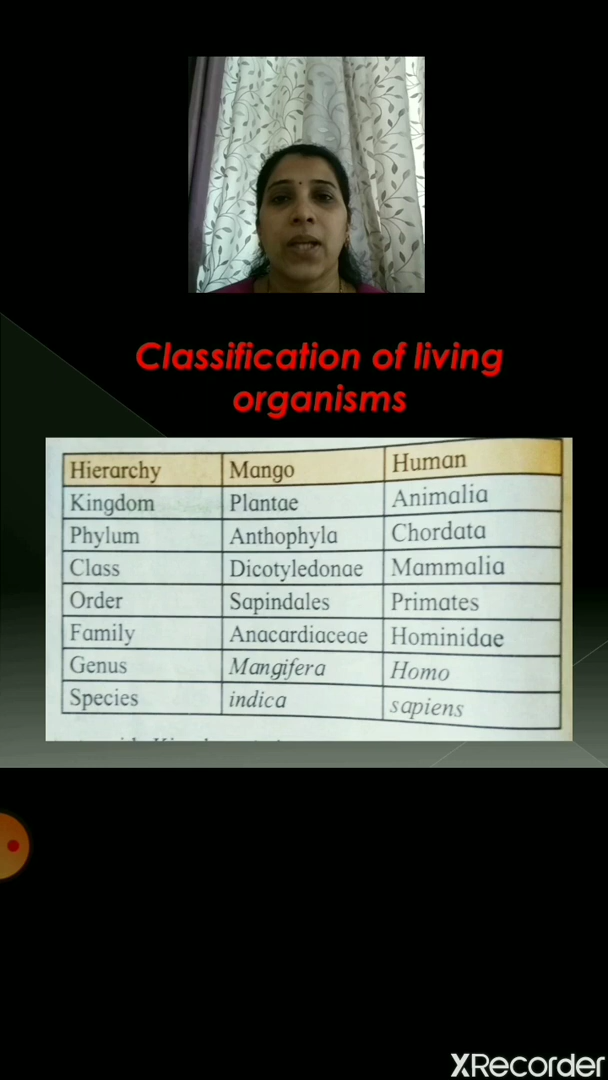 Classification of living
organisms
Hierarchy Mango Human
Kingdom Plantae Animalia
Phylum Anthophyla Chordata
Class Dicotyledonae Mammalia
Order Sapindales Primates
Family Anacardiaceae Hominidae
Genus Mangifera Homo
Species indica sapiens
XRecorder